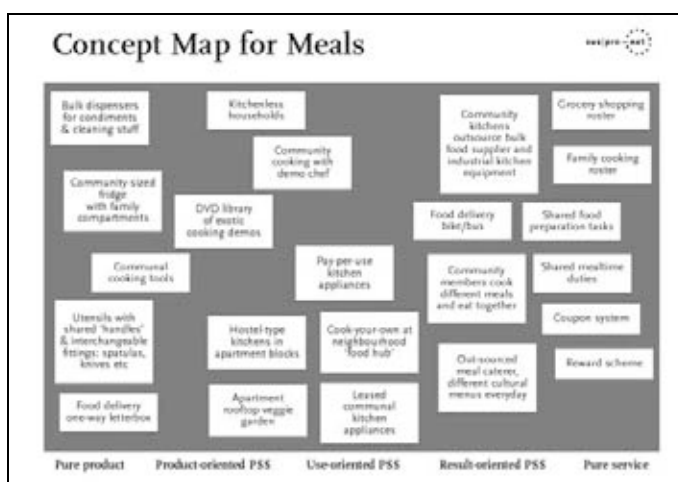 Concept Map for Meals
sus|pro—net
Bulk dispensers
for condiments
& cleaning stuff
Kitchenless
households
Community
kitchens
outsource bulk
food supplier and
industrial kitchen
equipment
Grocery shopping
roster
Community
cooking with
demo chef
Family cooking
roster
Community-sized
fridge
with family
compartments
DVD library
of exotic
cooking demos
Food delivery
bike/bus
Shared food
preparation tasks
Communal
cooking tools
Pay-per-use
kitchen
appliances
Community
members cook
different meals
and eat together
Shared mealtime
duties
Utensils with
shared 'handles'
& interchangeable
fittings: spatulas,
knives etc
Hostel-type
kitchens in
apartment blocks
Cook-your-own at
neighbourhood
'food hub'
Coupon system
Out-sourced
meal caterer,
different cultural
menus everyday
Reward scheme
Food delivery
one-way letterbox
Apartment
rooftop veggie
garden
Leased
communal
kitchen
appliances
Pure product
Product-oriented PSS
Use-oriented PSS
Result-oriented PSS
Pure service